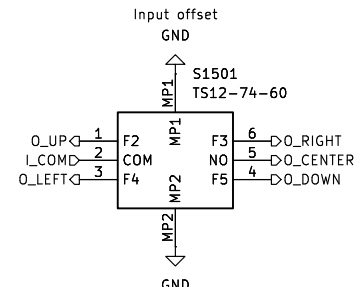 Input offset
GND
S1501
TS12-74-60
MP1
MP1
O_UP 1 F2 F3 6 O_RIGHT
I_COM 2 COM NO 5 O_CENTER
O_LEFT 3 F4 F5 4 O_DOWN
MP2
MP2
GND